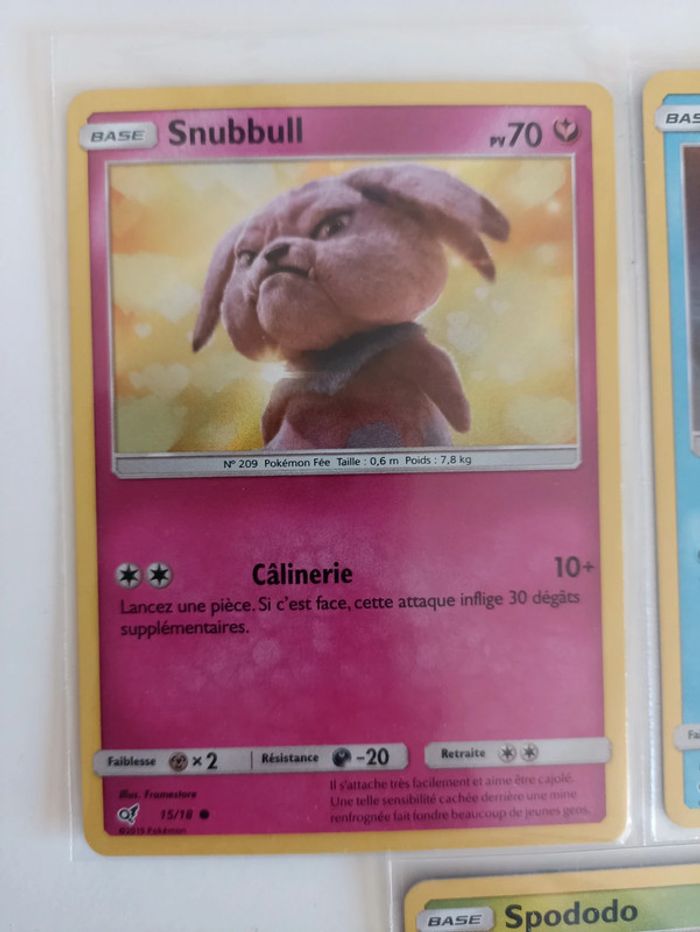 BASE Snubbull PV70
BAS
N° 209 Pokémon Fée Taille : 0,6 m Poids : 7,8 kg
Câlinerie 10+
Lancez une pièce. Si c'est face, cette attaque inflige 30 dégâts
supplémentaires.
Faiblesse ×2 Résistance -20 Retraite
Illus. Framestore
15/18
©2019 Pokémon
Il s'attache très facilement et aime être cajolé.
Une telle sensibilité cachée derrière une mine
renfrognée fait fondre beaucoup de jeunes gens.
Fa
BASE Spododo